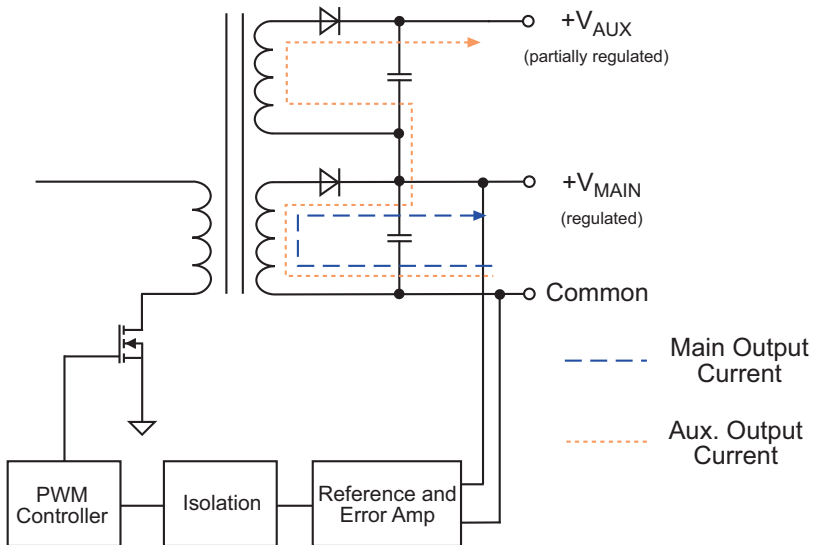 +VAUX
(partially regulated)
+VMAIN
(regulated)
Common
Main Output
Current
Aux. Output
Current
PWM
Controller
Isolation
Reference and
Error Amp